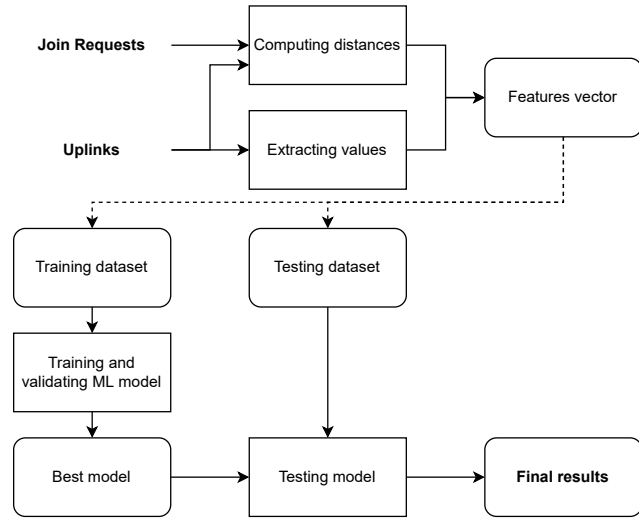 Join Requests
Computing distances
Features vector
Uplinks
Extracting values
Training dataset
Testing dataset
Training and
validating ML model
Best model
Testing model
Final results